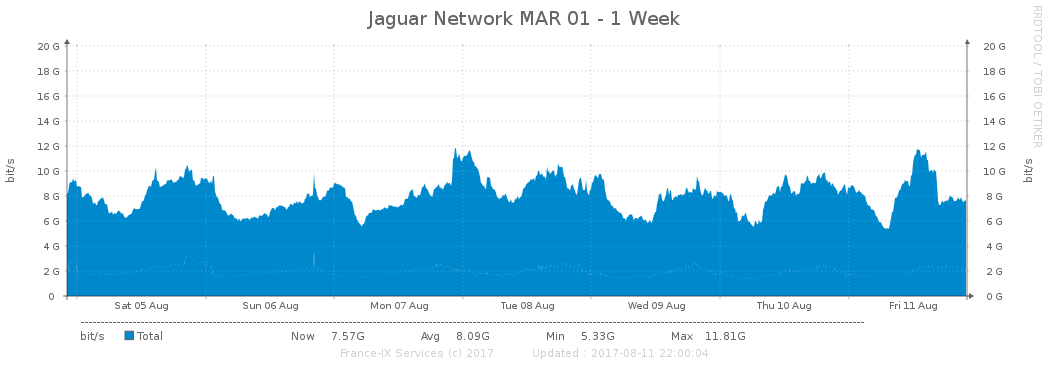 Jaguar Network MAR 01 - 1 Week
RRDTOOL / TOBI OETIKER
bit/s
20 G
18 G
16 G
14 G
12 G
10 G
8 G
6 G
4 G
2 G
0
20 G
18 G
16 G
14 G
12 G
10 G
8 G
6 G
4 G
2 G
0 G
bit/s
Sat 05 Aug Sun 06 Aug Mon 07 Aug Tue 08 Aug Wed 09 Aug Thu 10 Aug Fri 11 Aug
bit/s Total Now 7.57G Avg 8.09G Min 5.33G Max 11.81G
France-IX Services (c) 2017 Updated : 2017-08-11 22:00:04